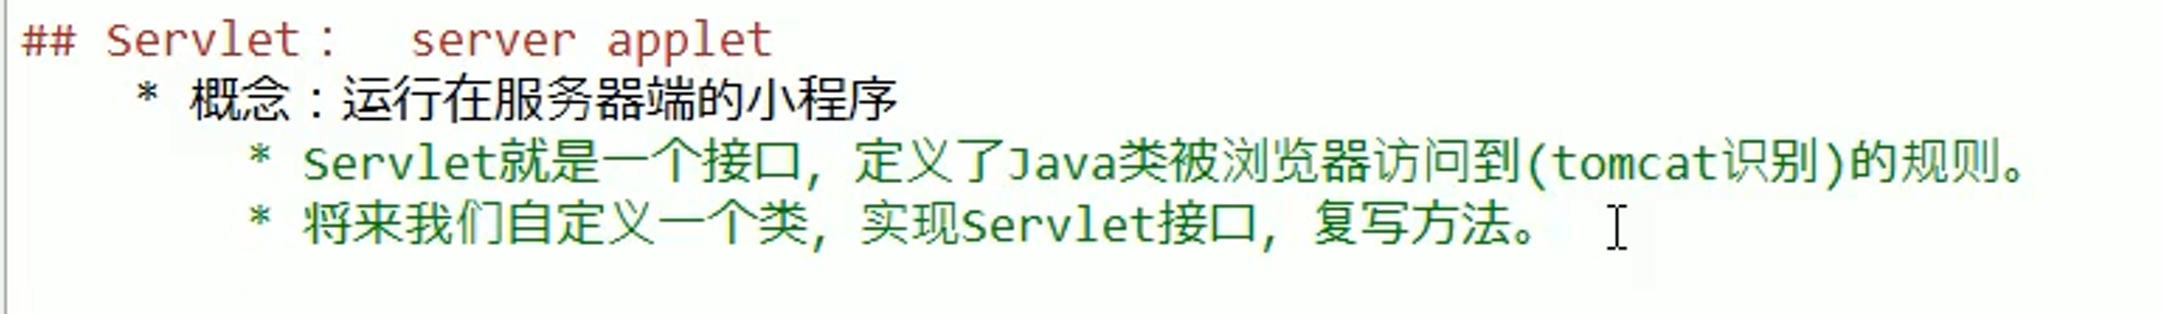 ## Servlet：  server applet
* 概念：运行在服务器端的小程序
* Servlet就是一个接口，定义了Java类被浏览器访问到(tomcat识别)的规则。
* 将来我们自定义一个类，实现Servlet接口，复写方法。